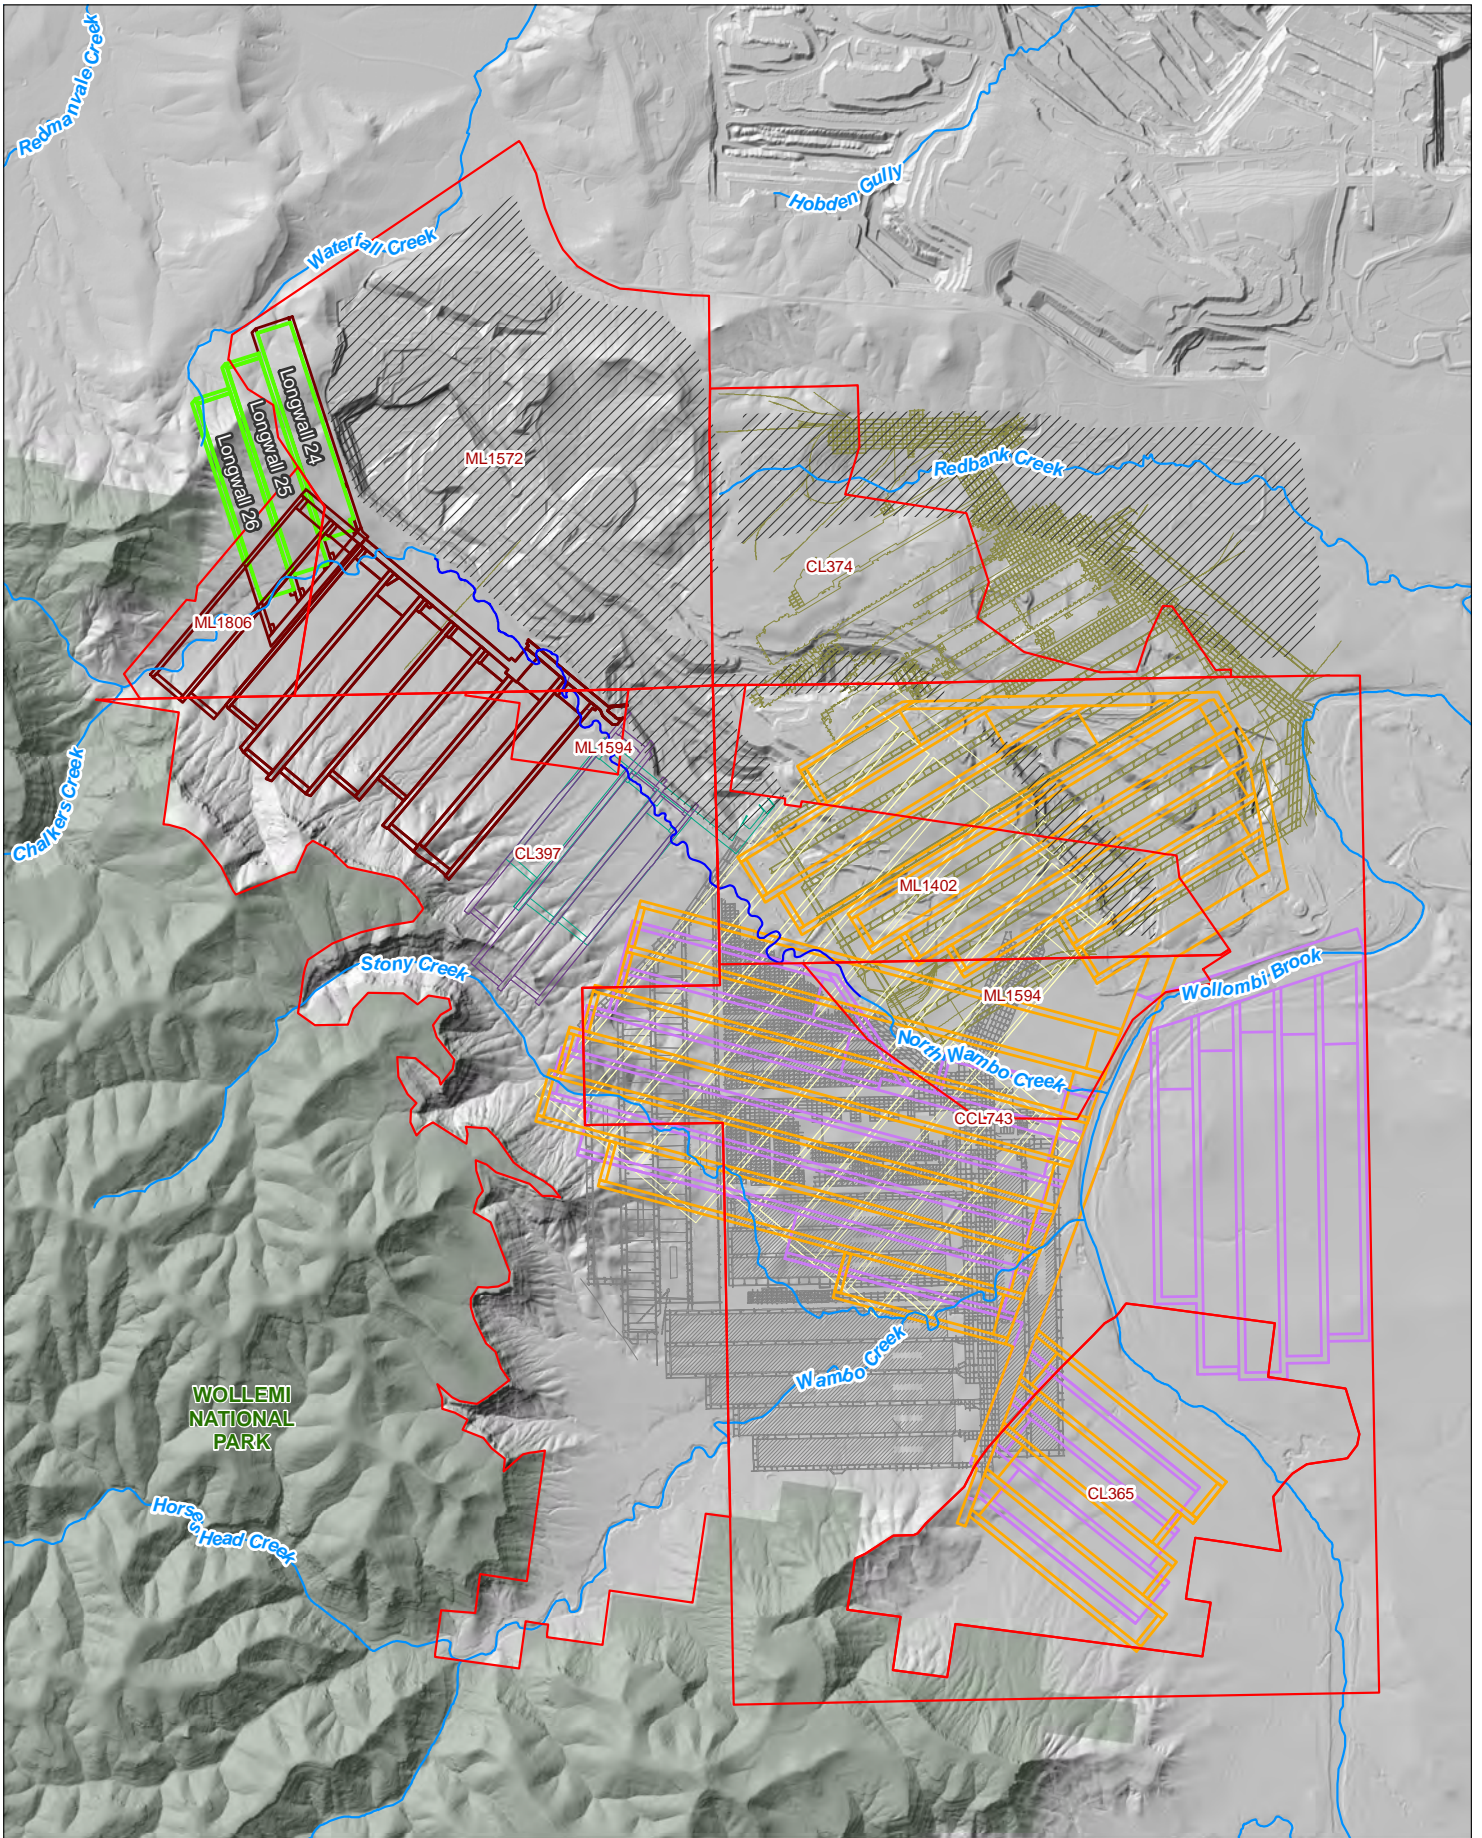 Redmanvale Creek
Hobden Gully
Waterfall Creek
Longwall 24
Longwall 25
Longwall 26
ML1572
Redbank Creek
CL374
ML1806
ML1594
Chalkers Creek
CL397
ML1402
Stony Creek
Wollombi Brook
ML1594
North Wambo Creek
CCL743
Wambo Creek
WOLLEMI
NATIONAL
PARK
CL365
Horses Head Creek